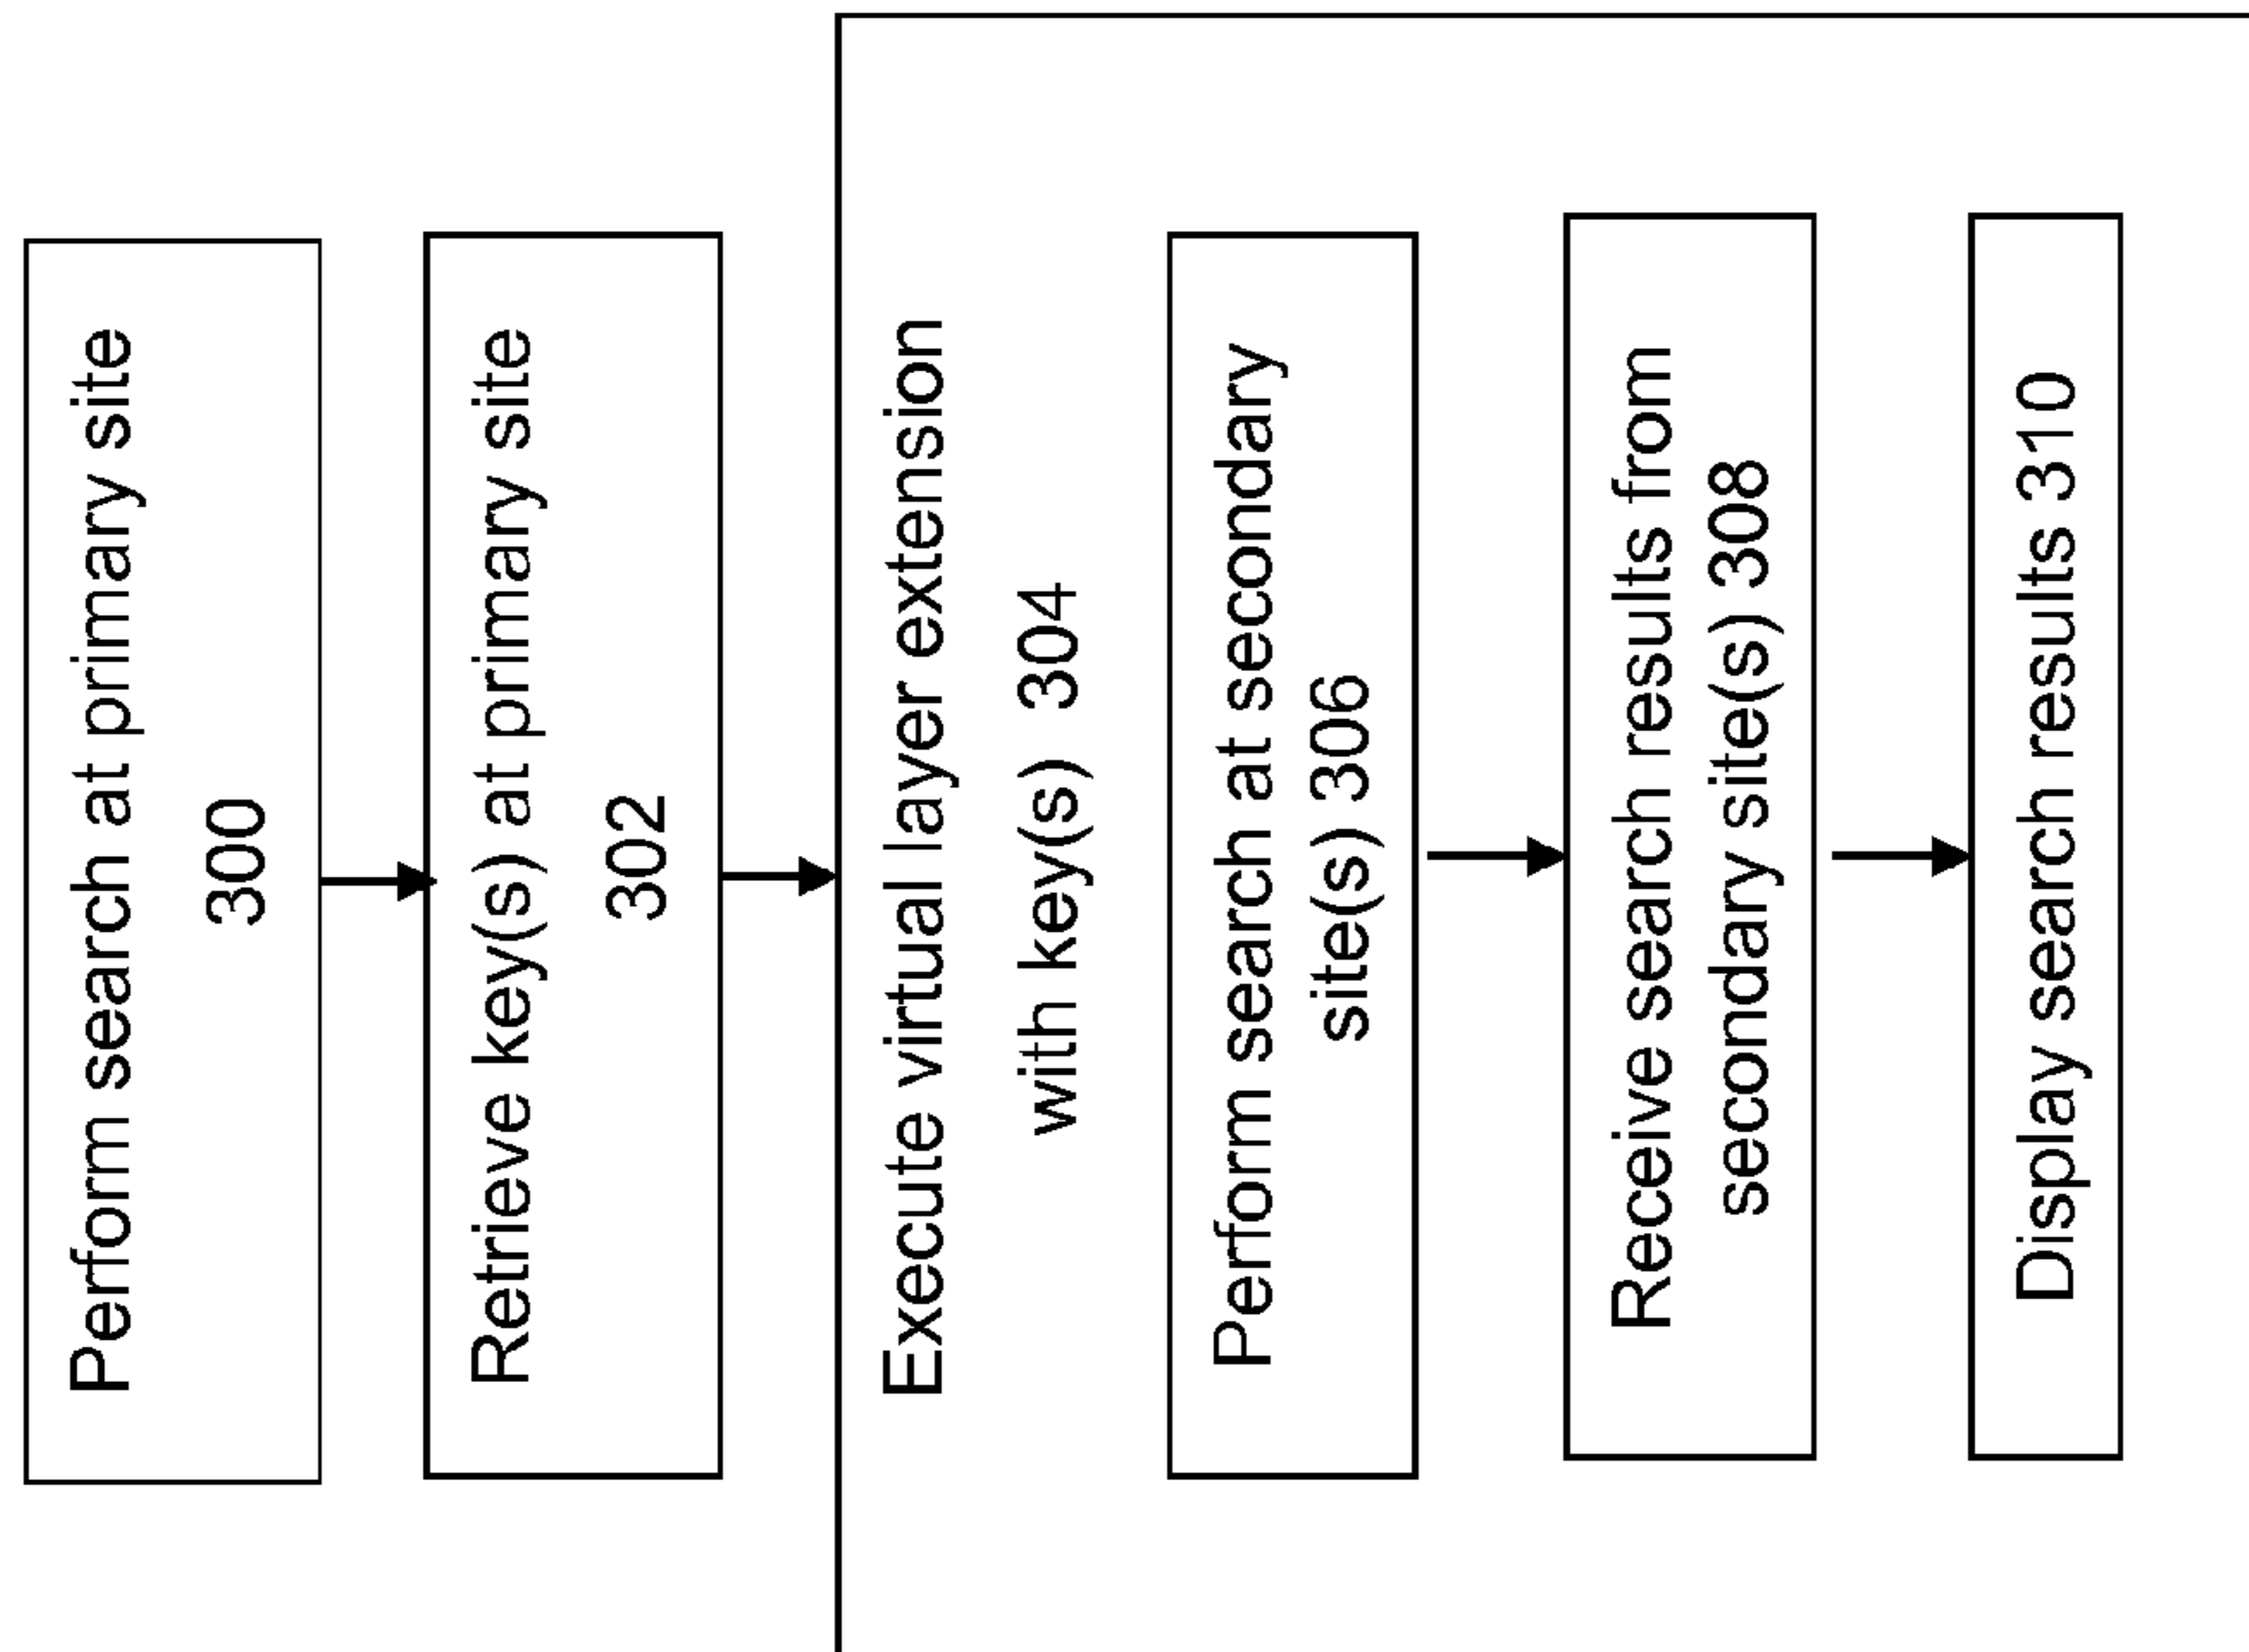 Perform search at primary site
300
Retrieve key(s) at primary site
302
Execute virtual layer extension
with key(s) 304
Perform search at secondary
site(s) 306
Receive search results from
secondary site(s) 308
Display search results 310